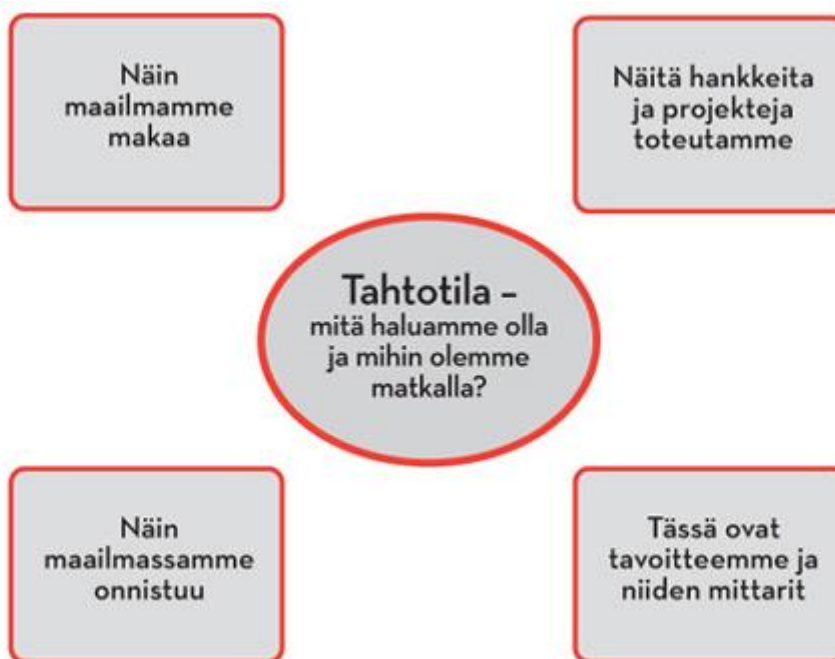 Näin
maailmamme
makaa
Näitä hankkeita
ja projekteja
toteutamme
Tahtotila –
mitä haluamme olla
ja mihin olemme
matkalla?
Näin
maailmassamme
onnistuu
Tässä ovat
tavoitteemme ja
niiden mittarit